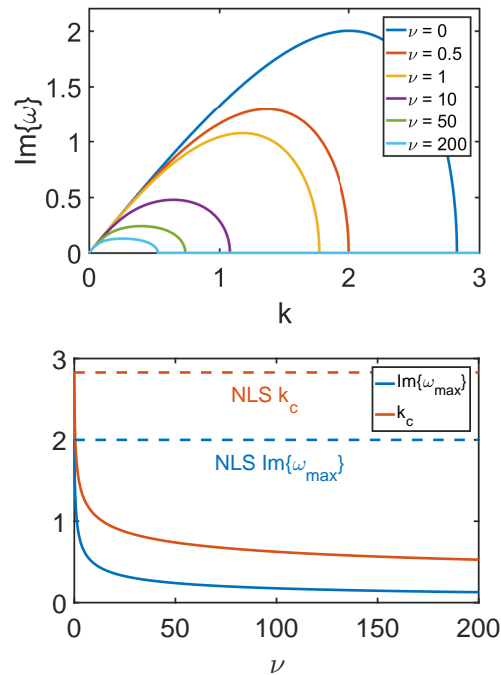 2
1.5
1
0.5
0
Im{ω}
ν = 0
ν = 0.5
ν = 1
ν = 10
ν = 50
ν = 200
0
1
2
3
k
3
2
1
0
Im{ω_max}
k_c
NLS k_c
NLS Im{ω_max}
0
50
100
150
200
ν